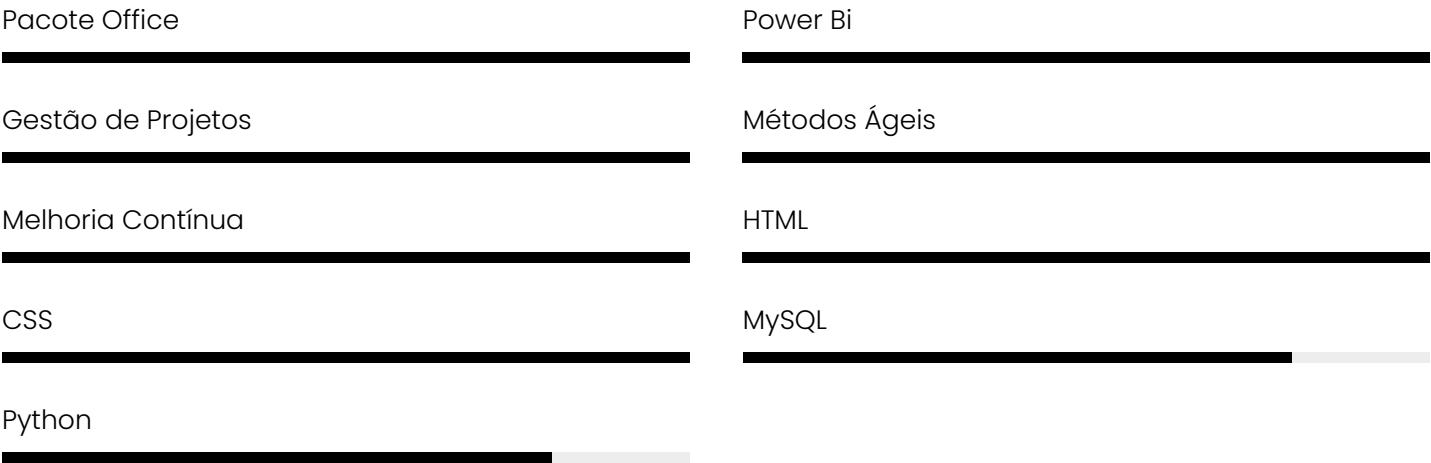 Pacote Office
Power Bi
Gestão de Projetos
Métodos Ágeis
Melhoria Contínua
HTML
CSS
MySQL
Python